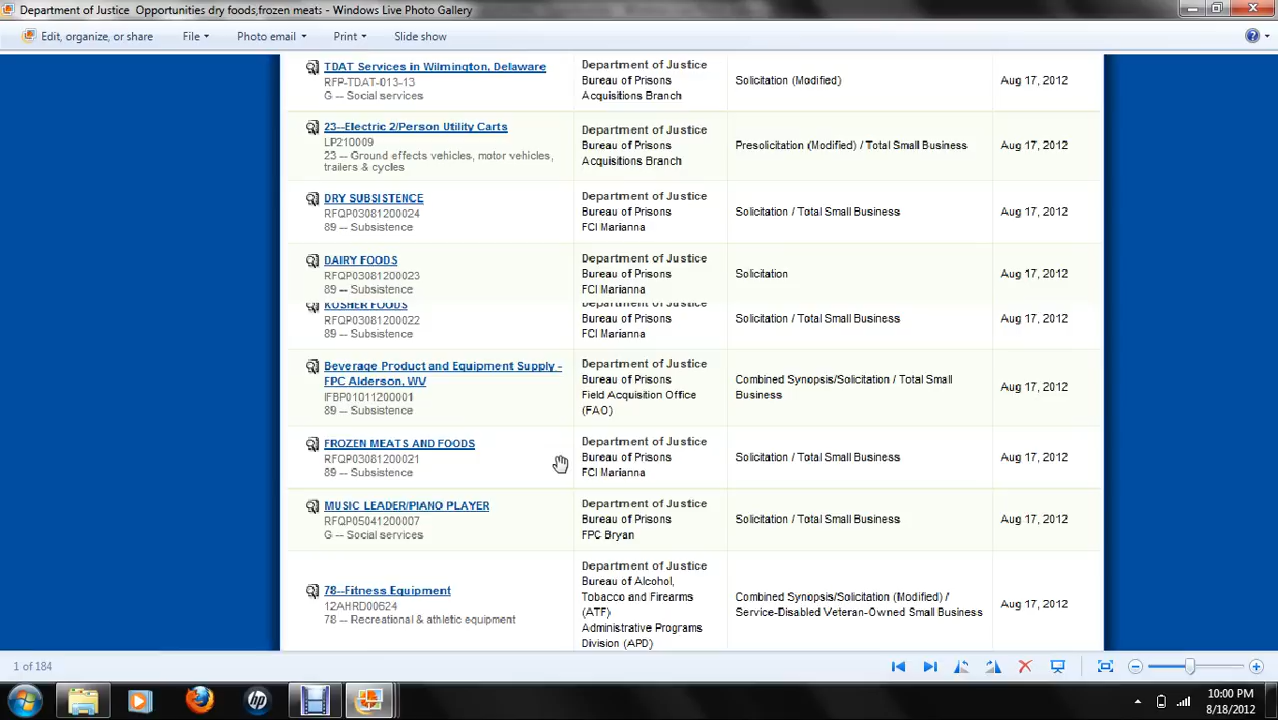 Department of Justice  Opportunities dry foods,frozen meats - Windows Live Photo Gallery
Edit, organize, or share
File
Photo email
Print
Slide show
TDAT Services in Wilmington, Delaware
RFP-TDAT-013-13
G -- Social services
Department of Justice
Bureau of Prisons
Acquisitions Branch
Solicitation (Modified)
Aug 17, 2012
23--Electric 2/Person Utility Carts
LP210009
23 -- Ground effects vehicles, motor vehicles,
trailers & cycles
Department of Justice
Bureau of Prisons
Acquisitions Branch
Presolicitation (Modified) / Total Small Business
Aug 17, 2012
DRY SUBSISTENCE
RFQP03081200024
89 -- Subsistence
Department of Justice
Bureau of Prisons
FCI Marianna
Solicitation / Total Small Business
Aug 17, 2012
DAIRY FOODS
RFQP03081200023
89 -- Subsistence
Department of Justice
Bureau of Prisons
FCI Marianna
Solicitation
Aug 17, 2012
KOSHER FOODS
RFQP03081200022
89 -- Subsistence
Department of Justice
Bureau of Prisons
FCI Marianna
Solicitation / Total Small Business
Aug 17, 2012
Beverage Product and Equipment Supply -
FPC Alderson, WV
IFBP01011200001
89 -- Subsistence
Department of Justice
Bureau of Prisons
Field Acquisition Office
(FAO)
Combined Synopsis/Solicitation / Total Small
Business
Aug 17, 2012
FROZEN MEATS AND FOODS
RFQP03081200021
89 -- Subsistence
Department of Justice
Bureau of Prisons
FCI Marianna
Solicitation / Total Small Business
Aug 17, 2012
MUSIC LEADER/PIANO PLAYER
RFQP05041200007
G -- Social services
Department of Justice
Bureau of Prisons
FPC Bryan
Solicitation / Total Small Business
Aug 17, 2012
78--Fitness Equipment
12AHRD00624
78 -- Recreational & athletic equipment
Department of Justice
Bureau of Alcohol,
Tobacco and Firearms
(ATF)
Administrative Programs
Division (APD)
Combined Synopsis/Solicitation (Modified) /
Service-Disabled Veteran-Owned Small Business
Aug 17, 2012
1 of 184
hp
10:00 PM
8/18/2012